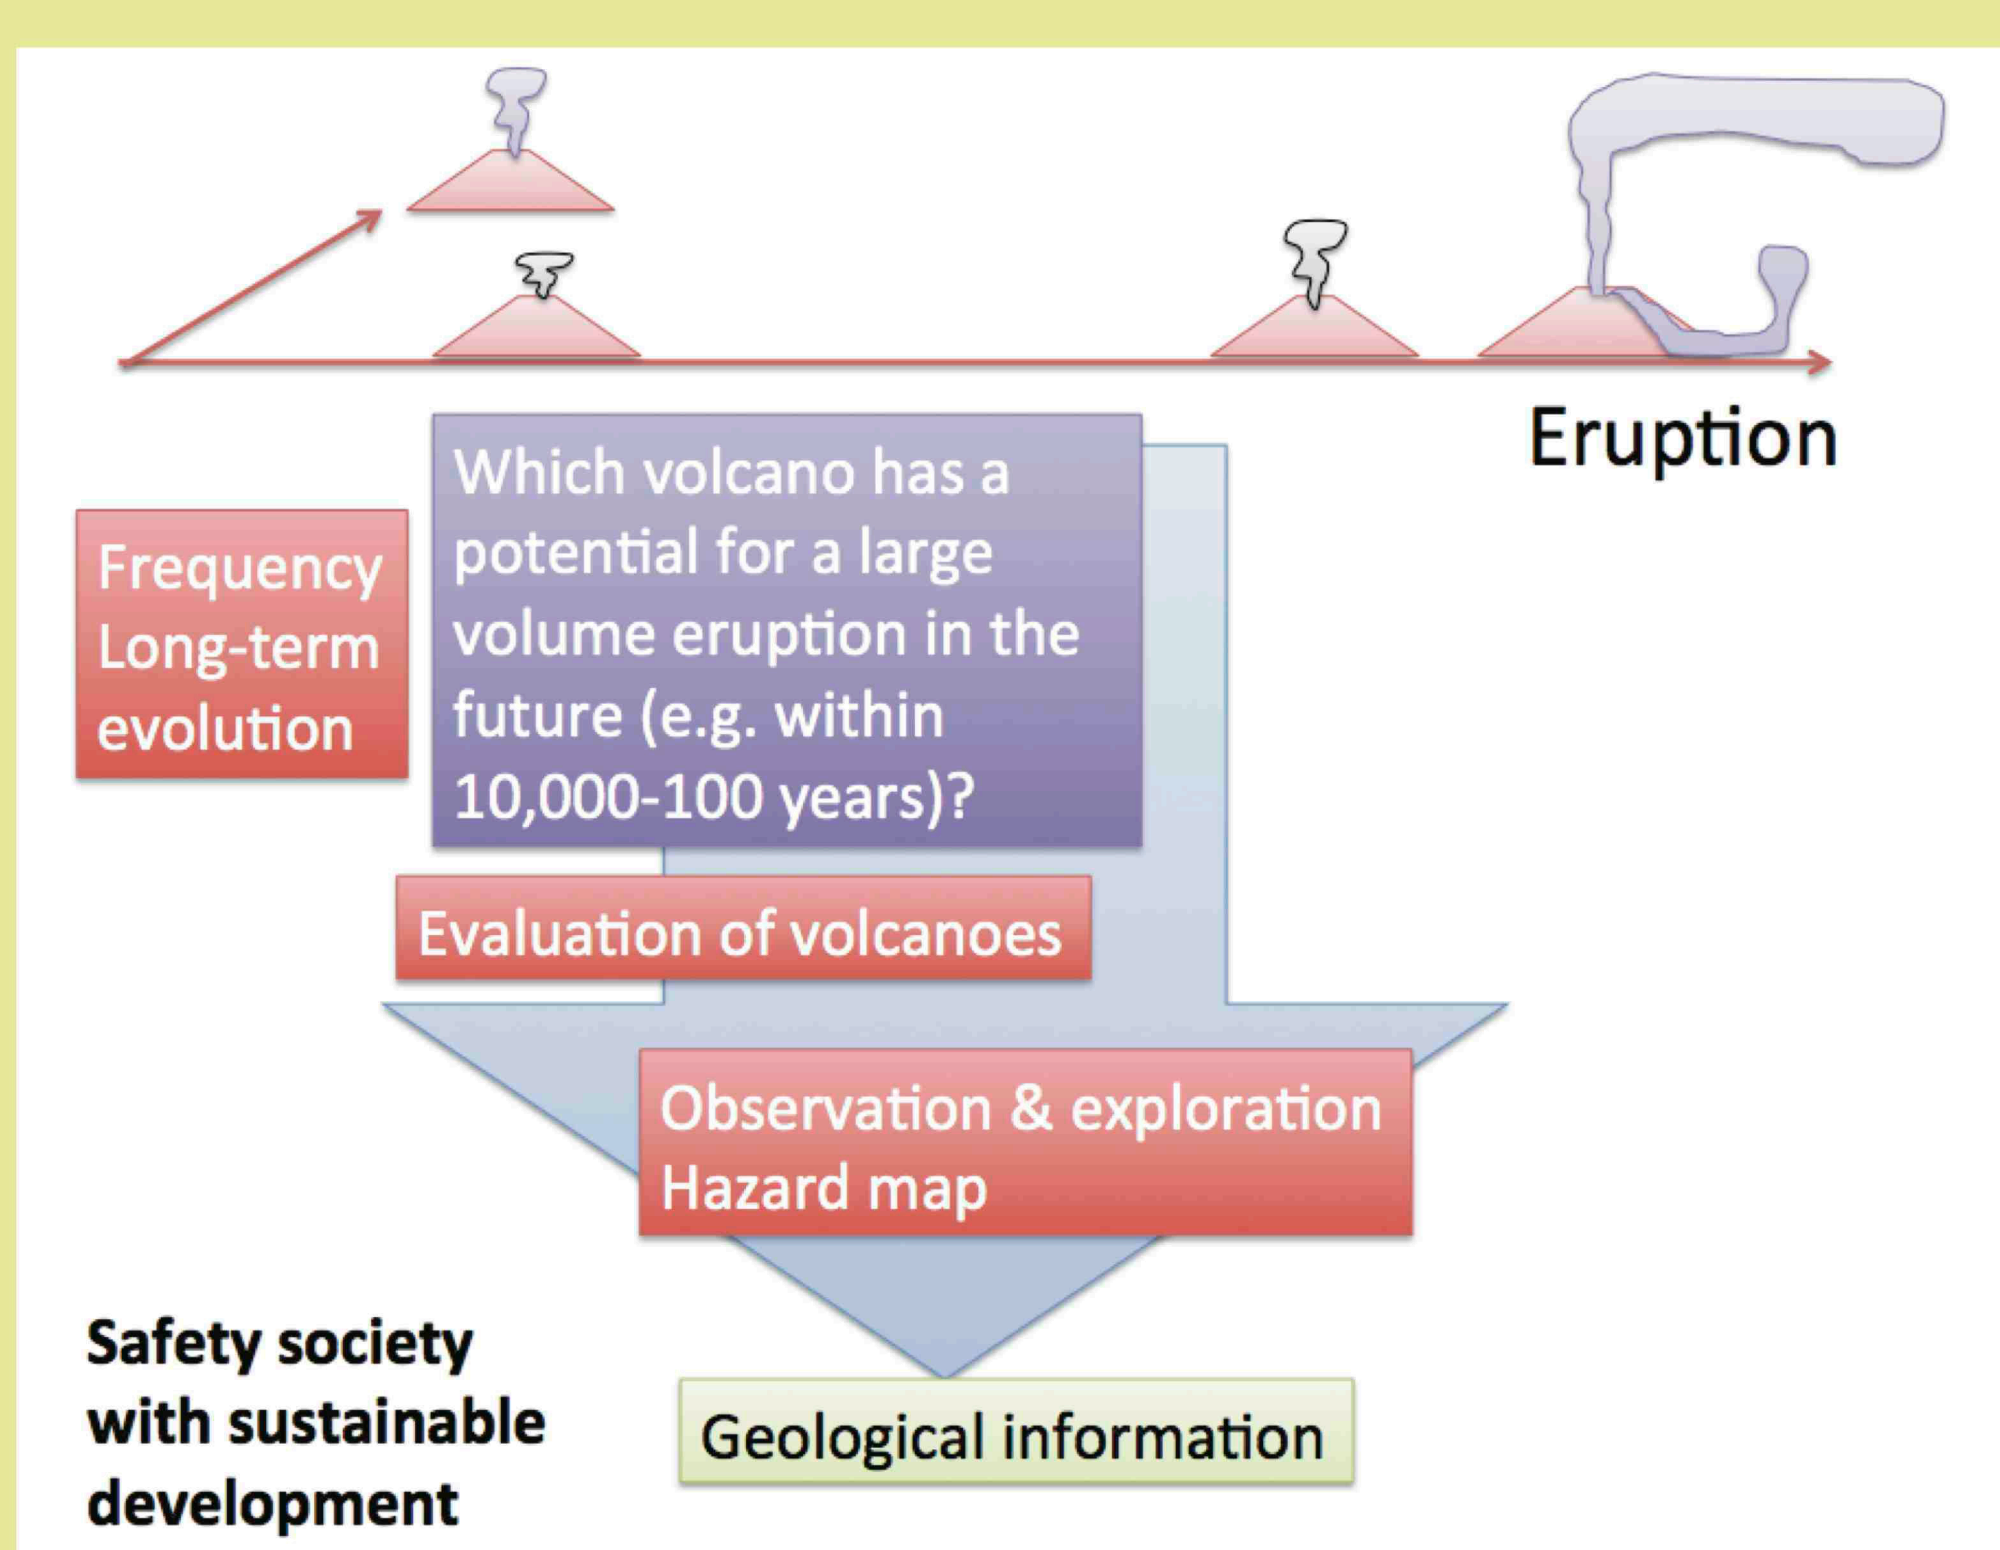 Eruption
Frequency
Long-term
evolution
Which volcano has a
potential for a large
volume eruption in the
future (e.g. within
10,000-100 years)?
Evaluation of volcanoes
Observation & exploration
Hazard map
Safety society
with sustainable
development
Geological information